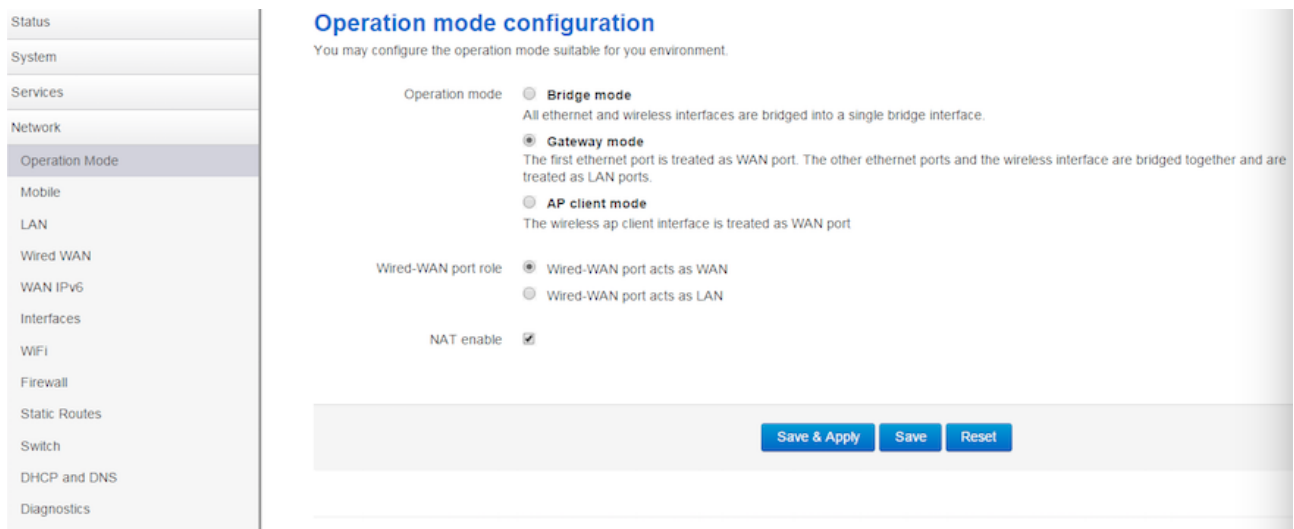 Status
System
Services
Network
Operation Mode
Mobile
LAN
Wired WAN
WAN IPv6
Interfaces
WiFi
Firewall
Static Routes
Switch
DHCP and DNS
Diagnostics
Operation mode configuration
You may configure the operation mode suitable for you environment.
Operation mode
Bridge mode
All ethernet and wireless interfaces are bridged into a single bridge interface.
Gateway mode
The first ethernet port is treated as WAN port. The other ethernet ports and the wireless interface are bridged together and are
treated as LAN ports.
AP client mode
The wireless ap client interface is treated as WAN port
Wired-WAN port role
Wired-WAN port acts as WAN
Wired-WAN port acts as LAN
NAT enable
Save & Apply
Save
Reset